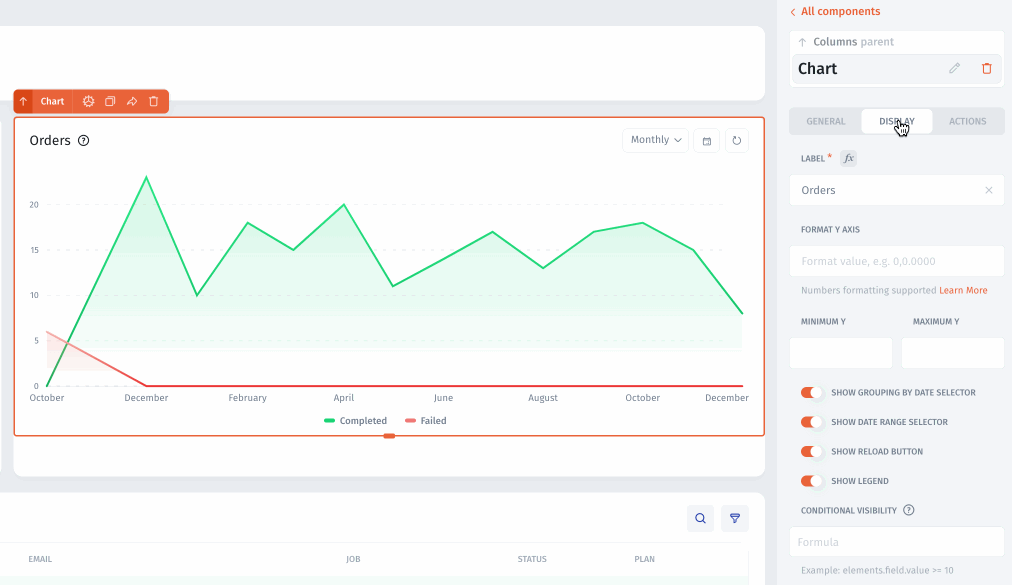 All components
Columns parent
Chart
Chart
GENERAL DISPLAY ACTIONS
Orders ?
Monthly
LABEL * fx
Orders
20
15
10
5
0
October December February April June August October December
Completed Failed
FORMAT Y AXIS
Format value, e.g. 0,0.0000
Numbers formatting supported Learn More
MINIMUM Y MAXIMUM Y
SHOW GROUPING BY DATE SELECTOR
SHOW DATE RANGE SELECTOR
SHOW RELOAD BUTTON
SHOW LEGEND
CONDITIONAL VISIBILITY ?
Formula
Example: elements.field.value >= 10
EMAIL JOB STATUS PLAN